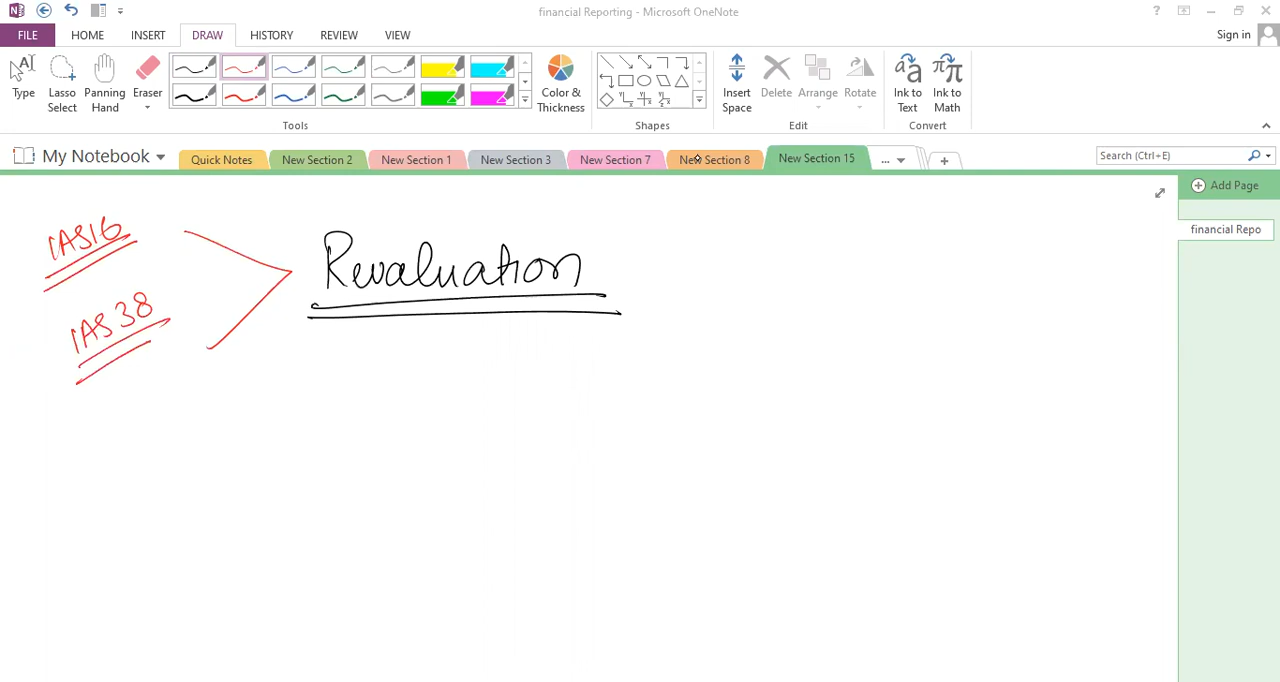 financial Reporting - Microsoft OneNote
?
FILE HOME INSERT DRAW HISTORY REVIEW VIEW
Sign in
Type
Lasso Select
Panning Hand
Eraser
Color & Thickness
Insert Space
Delete
Arrange
Rotate
Ink to Text
Ink to Math
Tools
Shapes
Edit
Convert
My Notebook
Quick Notes
New Section 2
New Section 1
New Section 3
New Section 7
New Section 8
New Section 15
...
Search (Ctrl+E)
Add Page
financial Repo
IAS16
Revaluation
IAS 38